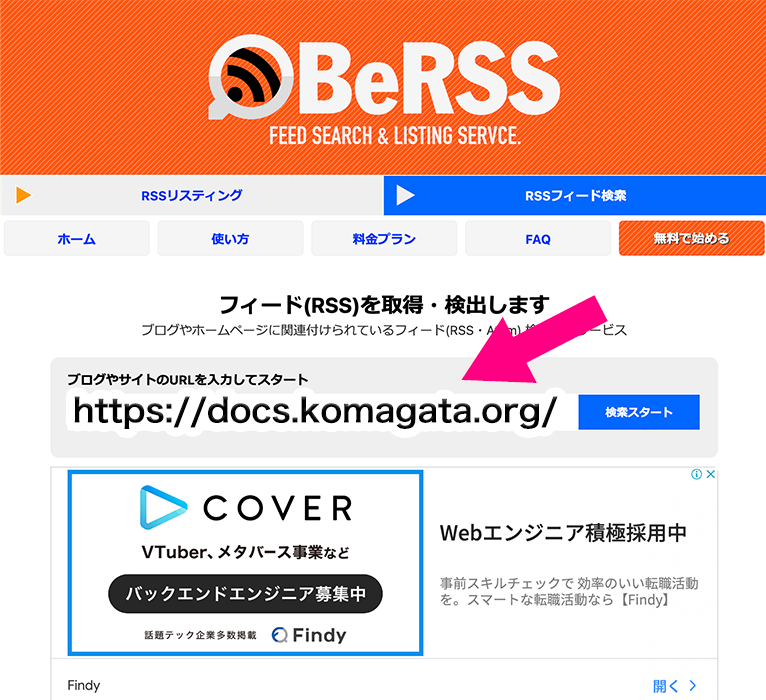 BeRSS
FEED SEARCH & LISTING SERVCE.
RSSリスティング
RSSフィード検索
ホーム
使い方
料金プラン
FAQ
無料で始める
フィード(RSS)を取得・検出します
ブログやホームページに関連付けられているフィード(RSS・A ービス
ブログやサイトのURLを入力してスタート
https://docs.komagata.org/
検索スタート
COVER
VTuber、メタバース事業など
バックエンドエンジニア募集中
話題テック企業多数掲載 Findy
Webエンジニア積極採用中
事前スキルチェックで 効率のいい転職活動
を。スマートな転職活動なら【Findy】
Findy
開く